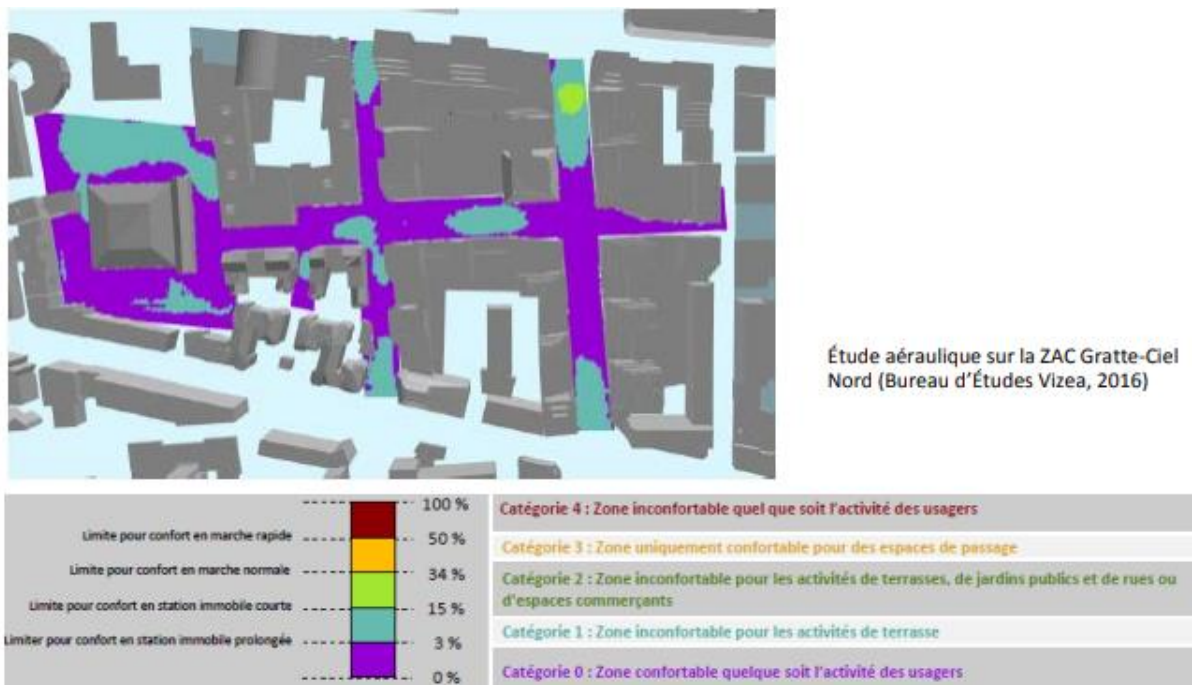 Étude aéraulique sur la ZAC Gratte-Ciel
Nord (Bureau d'Études Vizea, 2016)
100 %
Limite pour confort en marche rapide
50 %
Limite pour confort en marche normale
34 %
Limite pour confort en station immobile courte
15 %
Limiter pour confort en station immobile prolongée
3 %
0 %
Catégorie 4 : Zone inconfortable quel que soit l'activité des usagers
Catégorie 3 : Zone uniquement confortable pour des espaces de passage
Catégorie 2 : Zone inconfortable pour les activités de terrasses, de jardins publics et de rues ou
d'espaces commerçants
Catégorie 1 : Zone inconfortable pour les activités de terrasse
Catégorie 0 : Zone confortable quelque soit l'activité des usagers